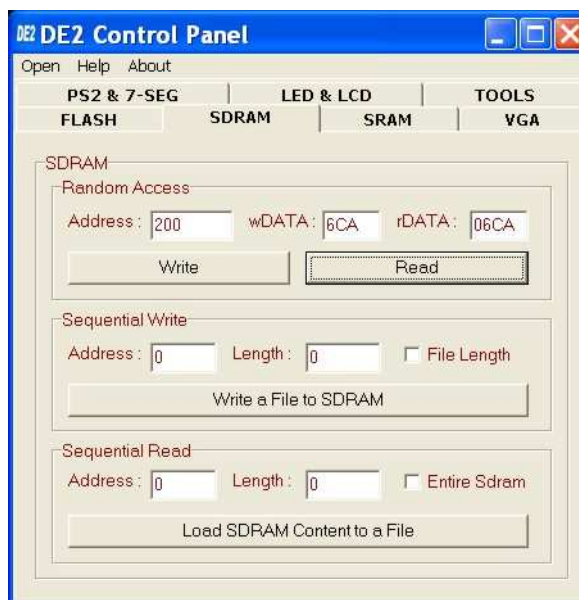 DE2 DE2 Control Panel
Open Help About
PS2 & 7-SEG LED & LCD TOOLS
FLASH SDRAM SRAM VGA
SDRAM
Random Access
Address : 200 wDATA : 6CA rDATA : 06CA
Write Read
Sequential Write
Address : 0 Length : 0 File Length
Write a File to SDRAM
Sequential Read
Address : 0 Length : 0 Entire Sdram
Load SDRAM Content to a File